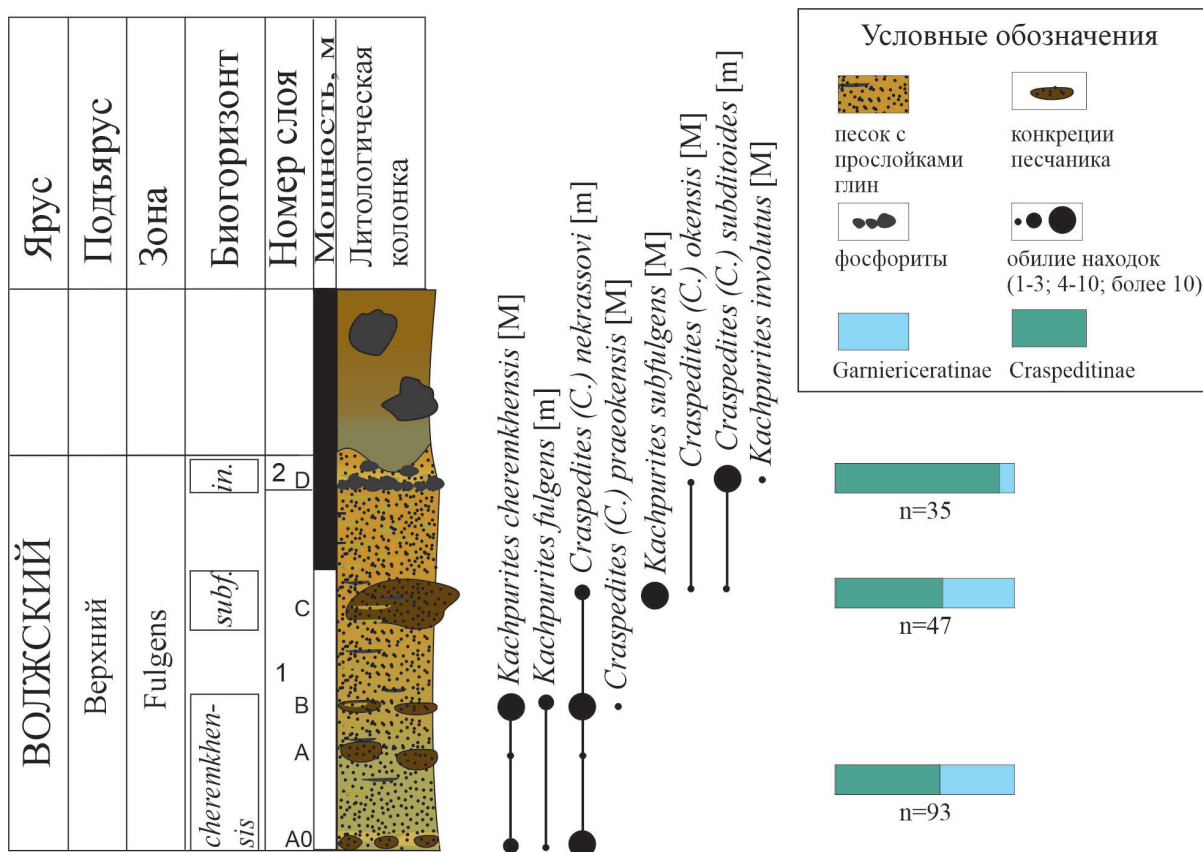 Ярус
Подъярус
Зона
Биогоризонт
Номер слоя
Мощность, м
Литологическая
колонка
ВОЛЖСКИЙ
Верхний
Fulgens
in.
subf.
cheremkhen-
sis
2
D
C
1
B
A
A0
Kachpurites cheremkhensis [M]
Kachpurites fulgens [m]
Craspedites (C.) nekrassovi [m]
Craspedites (C.) praeokensis [M]
Kachpurites subfulgens [M]
Craspedites (C.) okensis [M]
Craspedites (C.) subditoides [m]
Kachpurites involutus [M]
Условные обозначения
песок с
прослойками
глин
конкреции
песчаника
фосфориты
обилие находок
(1-3; 4-10; более 10)
Garniericeratinae
Craspeditinae
n=35
n=47
n=93